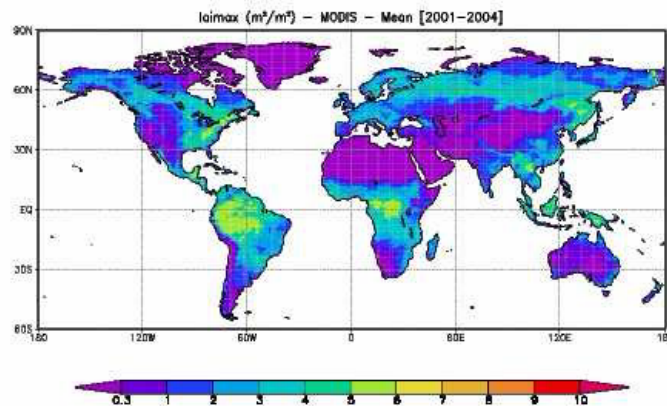 laimax (m²/m²) – MODIS – Mean [2001–2004]
90N
60N
30N
EQ
30S
60S
180 120W 60W 0 60E 120E 180
0.3 1 2 3 4 5 6 7 8 9 10